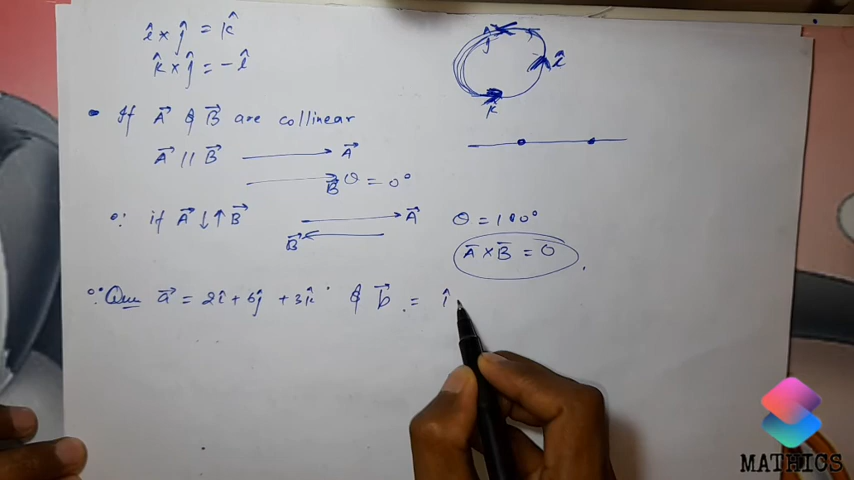 î × ĵ = k̂
k̂ × ĵ = -î
ĵ
î
k̂
• If A⃗ & B⃗ are collinear
A⃗ // B⃗ A⃗
B⃗ θ = 0°
if A⃗ ↓↑ B⃗ A⃗ θ = 180°
B⃗
A̅ × B̅ = 0
Que a⃗ = 2î + 6ĵ + 3k̂ & b⃗ = î
MATHICS